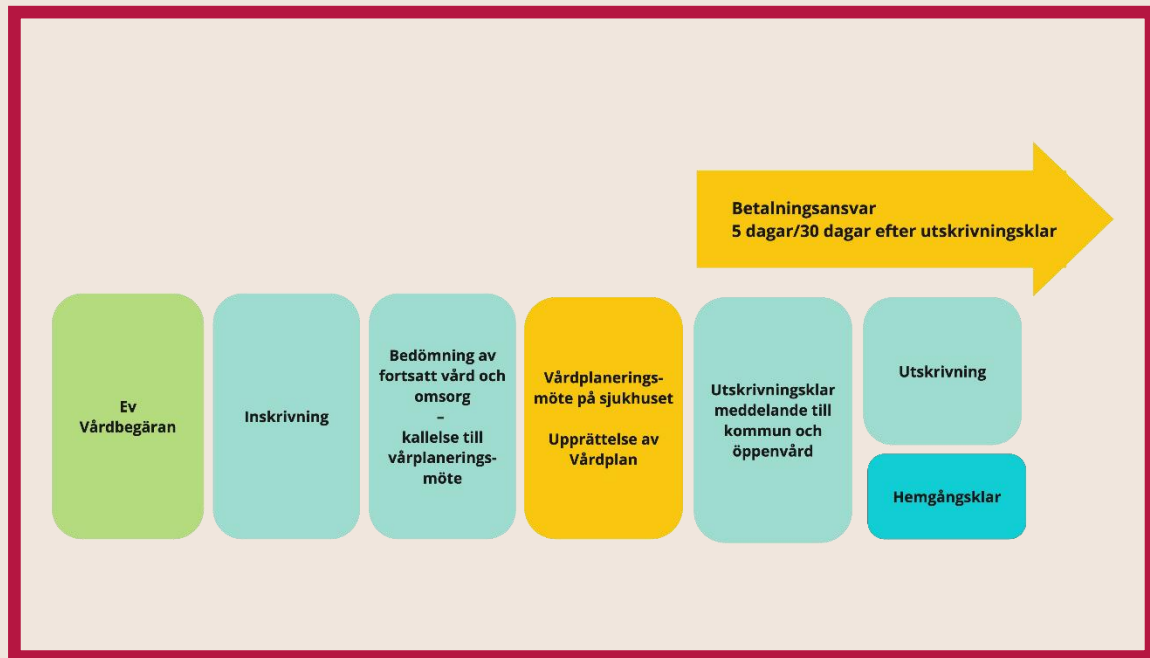 Betalningsansvar
5 dagar/30 dagar efter utskrivningsklar
Ev
Vårdbegäran
Inskrivning
Bedömning av
fortsatt vård och
omsorg
–
kallelse till
vårplanerings-
möte
Vårdplanerings-
möte på sjukhuset
Upprättelse av
Vårdplan
Utskrivningsklar
meddelande till
kommun och
öppenvård
Utskrivning
Hemgångsklar